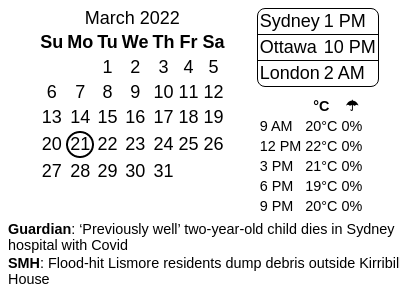 March 2022
Su Mo Tu We Th Fr Sa
1 2 3 4 5
6 7 8 9 10 11 12
13 14 15 16 17 18 19
20 21 22 23 24 25 26
27 28 29 30 31
Sydney 1 PM
Ottawa 10 PM
London 2 AM
°C ☂
9 AM 20°C 0%
12 PM 22°C 0%
3 PM 21°C 0%
6 PM 19°C 0%
9 PM 20°C 0%
Guardian: ‘Previously well’ two-year-old child dies in Sydney
hospital with Covid
SMH: Flood-hit Lismore residents dump debris outside Kirribil
House